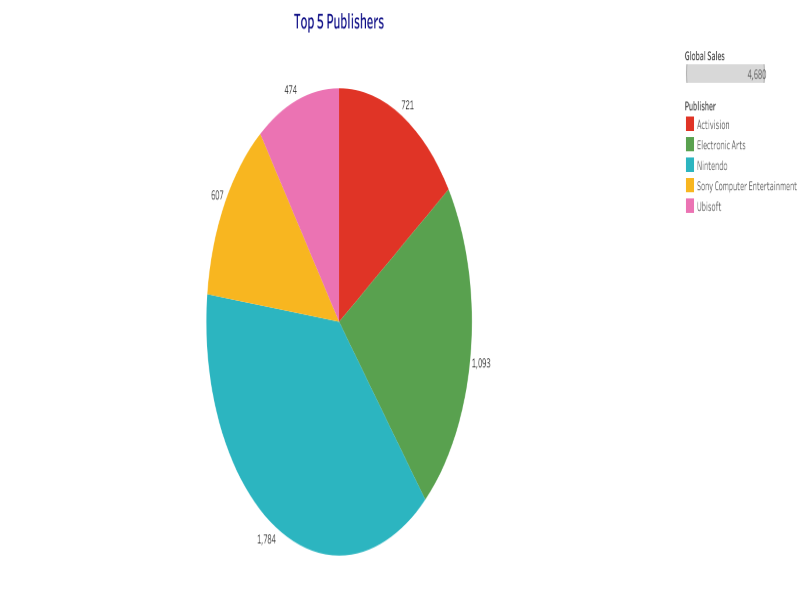 Top 5 Publishers
Global Sales
4,680
Publisher
Activision
Electronic Arts
Nintendo
Sony Computer Entertainment
Ubisoft
474
721
607
1,093
1,784